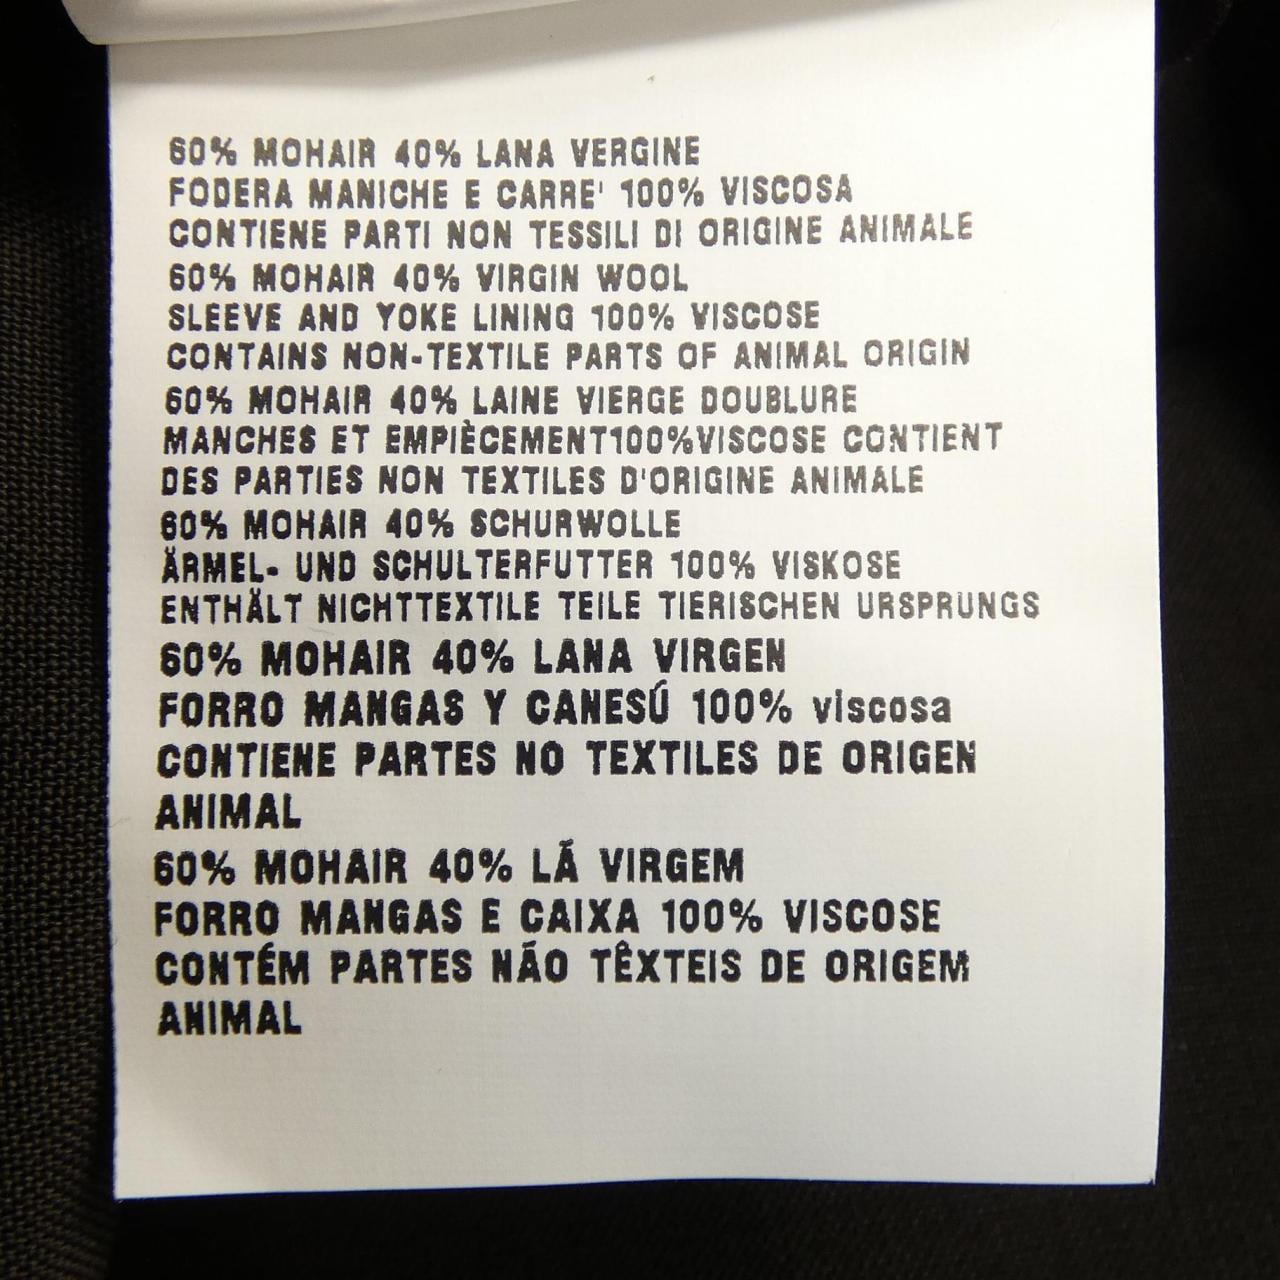 60% MOHAIR 40% LANA VERGINE
FODERA MANICHE E CARRE' 100% VISCOSA
CONTIENE PARTI NON TESSILI DI ORIGINE ANIMALE
60% MOHAIR 40% VIRGIN WOOL
SLEEVE AND YOKE LINING 100% VISCOSE
CONTAINS NON-TEXTILE PARTS OF ANIMAL ORIGIN
60% MOHAIR 40% LAINE VIERGE DOUBLURE
MANCHES ET EMPIÈCEMENT100%VISCOSE CONTIENT
DES PARTIES NON TEXTILES D'ORIGINE ANIMALE
60% MOHAIR 40% SCHURWOLLE
ÄRMEL- UND SCHULTERFUTTER 100% VISKOSE
ENTHÄLT NICHTTEXTILE TEILE TIERISCHEN URSPRUNGS
60% MOHAIR 40% LANA VIRGEN
FORRO MANGAS Y CANESÚ 100% viscosa
CONTIENE PARTES NO TEXTILES DE ORIGEN
ANIMAL
60% MOHAIR 40% LÃ VIRGEM
FORRO MANGAS E CAIXA 100% VISCOSE
CONTÉM PARTES NÃO TÊXTEIS DE ORIGEM
ANIMAL